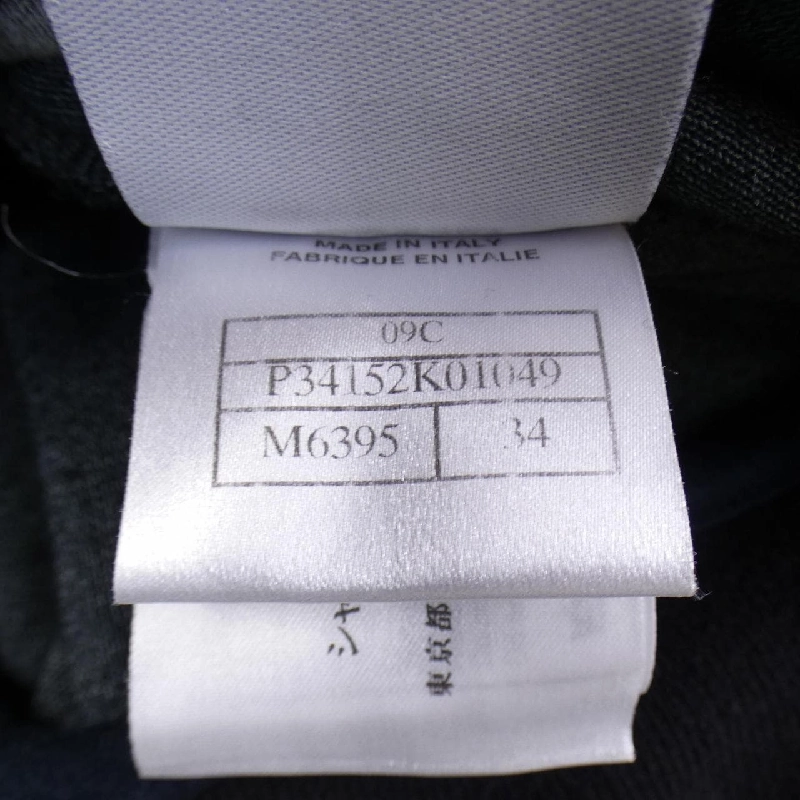 MADE IN ITALY
FABRIQUE EN ITALIE
09C
P34152K01049
M6395 34
シャ
東京都